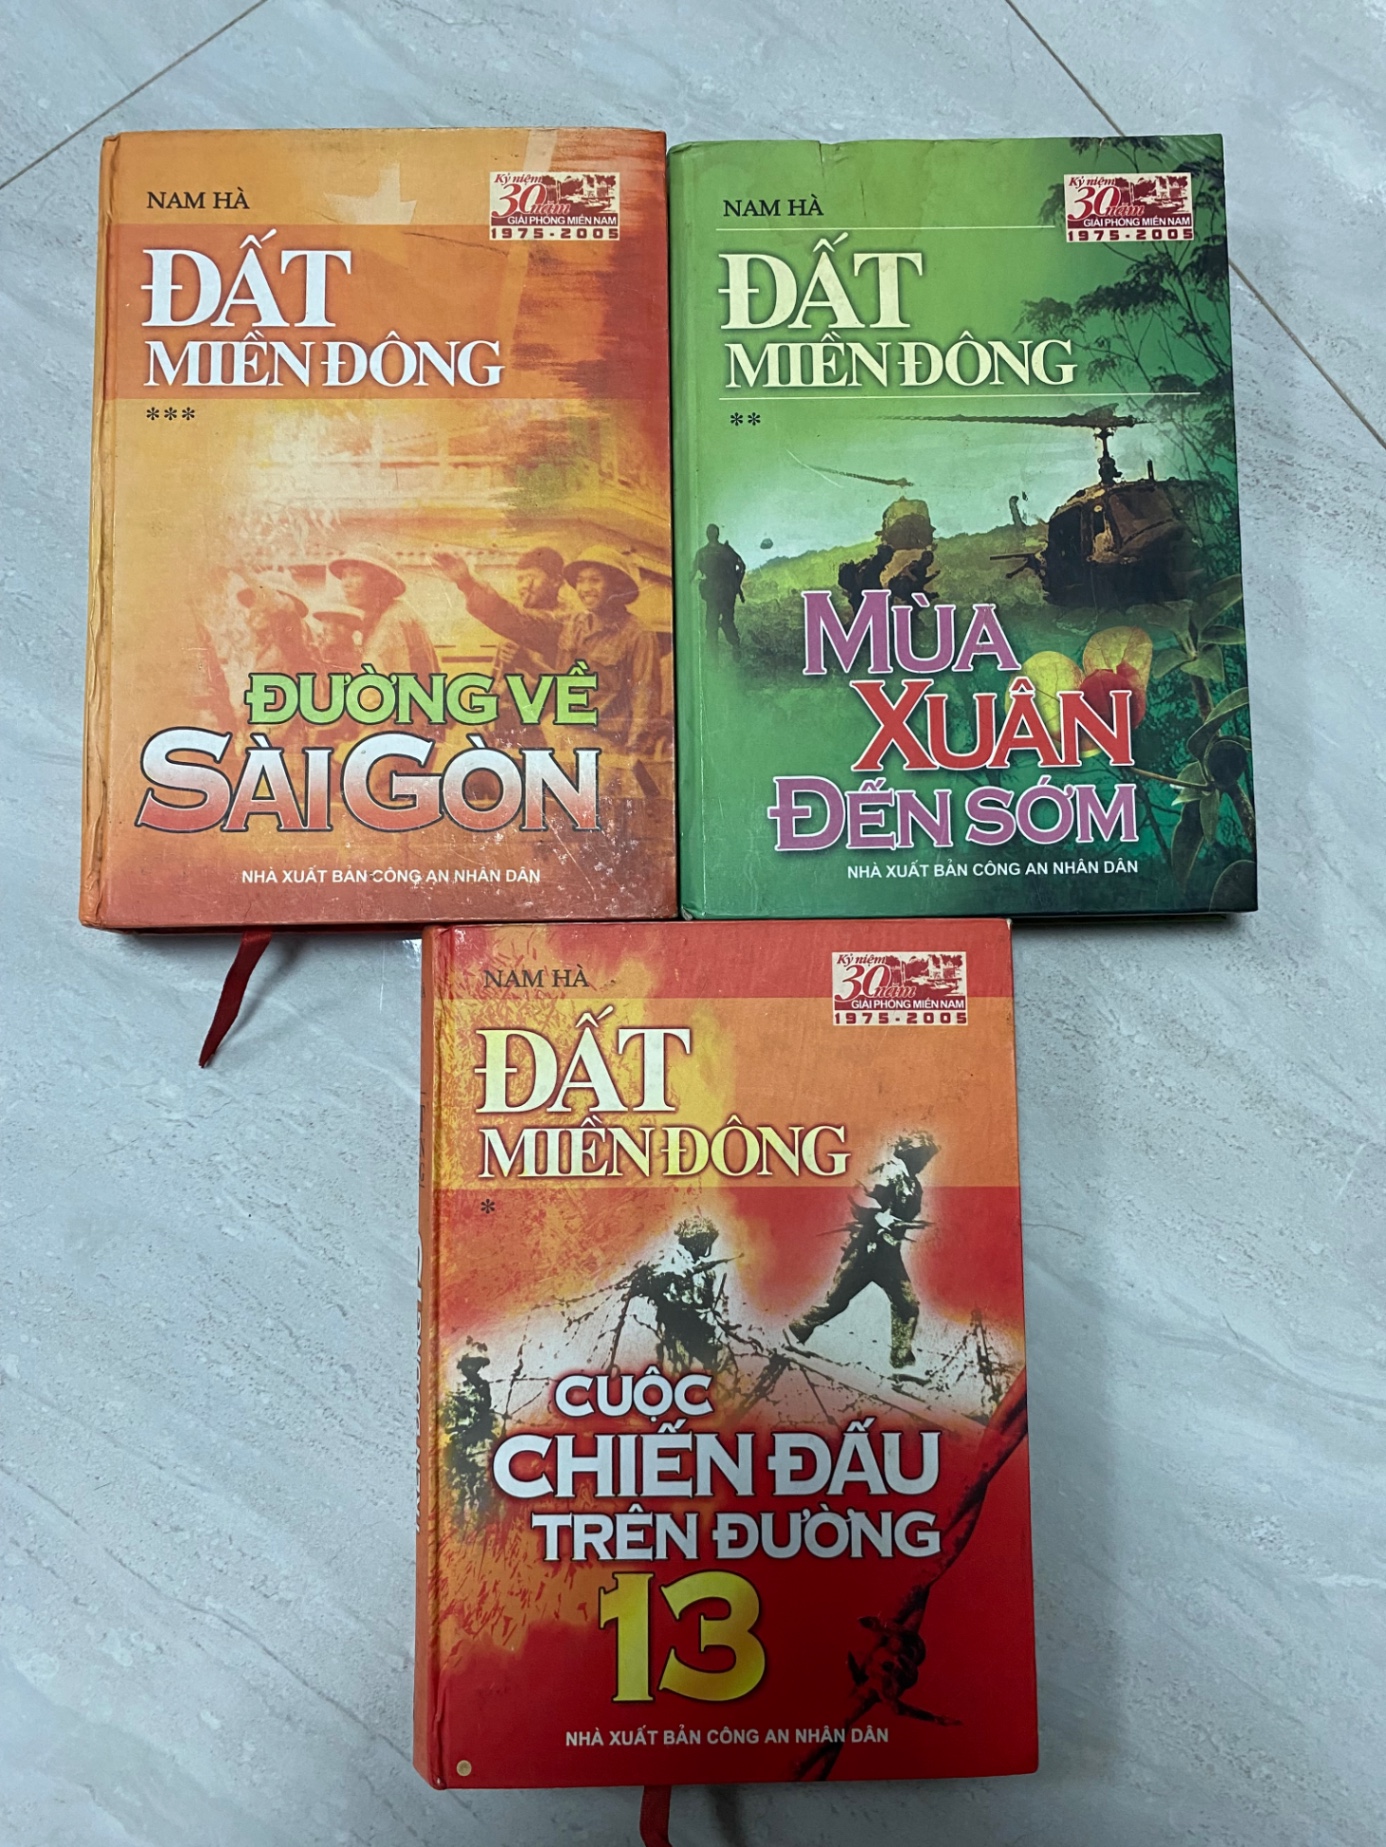 NAM HÀ
Kỷ niệm
30 năm
GIẢI PHÓNG MIỀN NAM
1975-2005
ĐẤT
MIỀN ĐÔNG
***
ĐƯỜNG VỀ
SÀI GÒN
NHÀ XUẤT BẢN CÔNG AN NHÂN DÂN
NAM HÀ
Kỷ niệm
30 năm
GIẢI PHÓNG MIỀN NAM
1975-2005
ĐẤT
MIỀN ĐÔNG
**
MÙA
XUÂN
ĐẾN SỚM
NHÀ XUẤT BẢN CÔNG AN NHÂN DÂN
NAM HÀ
Kỷ niệm
30 năm
GIẢI PHÓNG MIỀN NAM
1975-2005
ĐẤT
MIỀN ĐÔNG
*
CUỘC
CHIẾN ĐẤU
TRÊN ĐƯỜNG
13
NHÀ XUẤT BẢN CÔNG AN NHÂN DÂN